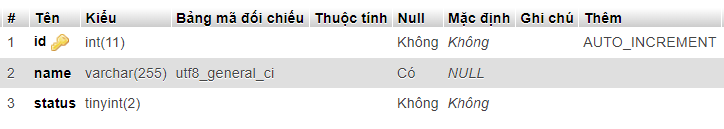 # Tên Kiểu Bảng mã đối chiếu Thuộc tính Null Mặc định Ghi chú Thêm
1 id int(11) Không Không AUTO_INCREMENT
2 name varchar(255) utf8_general_ci Có NULL
3 status tinyint(2) Không Không